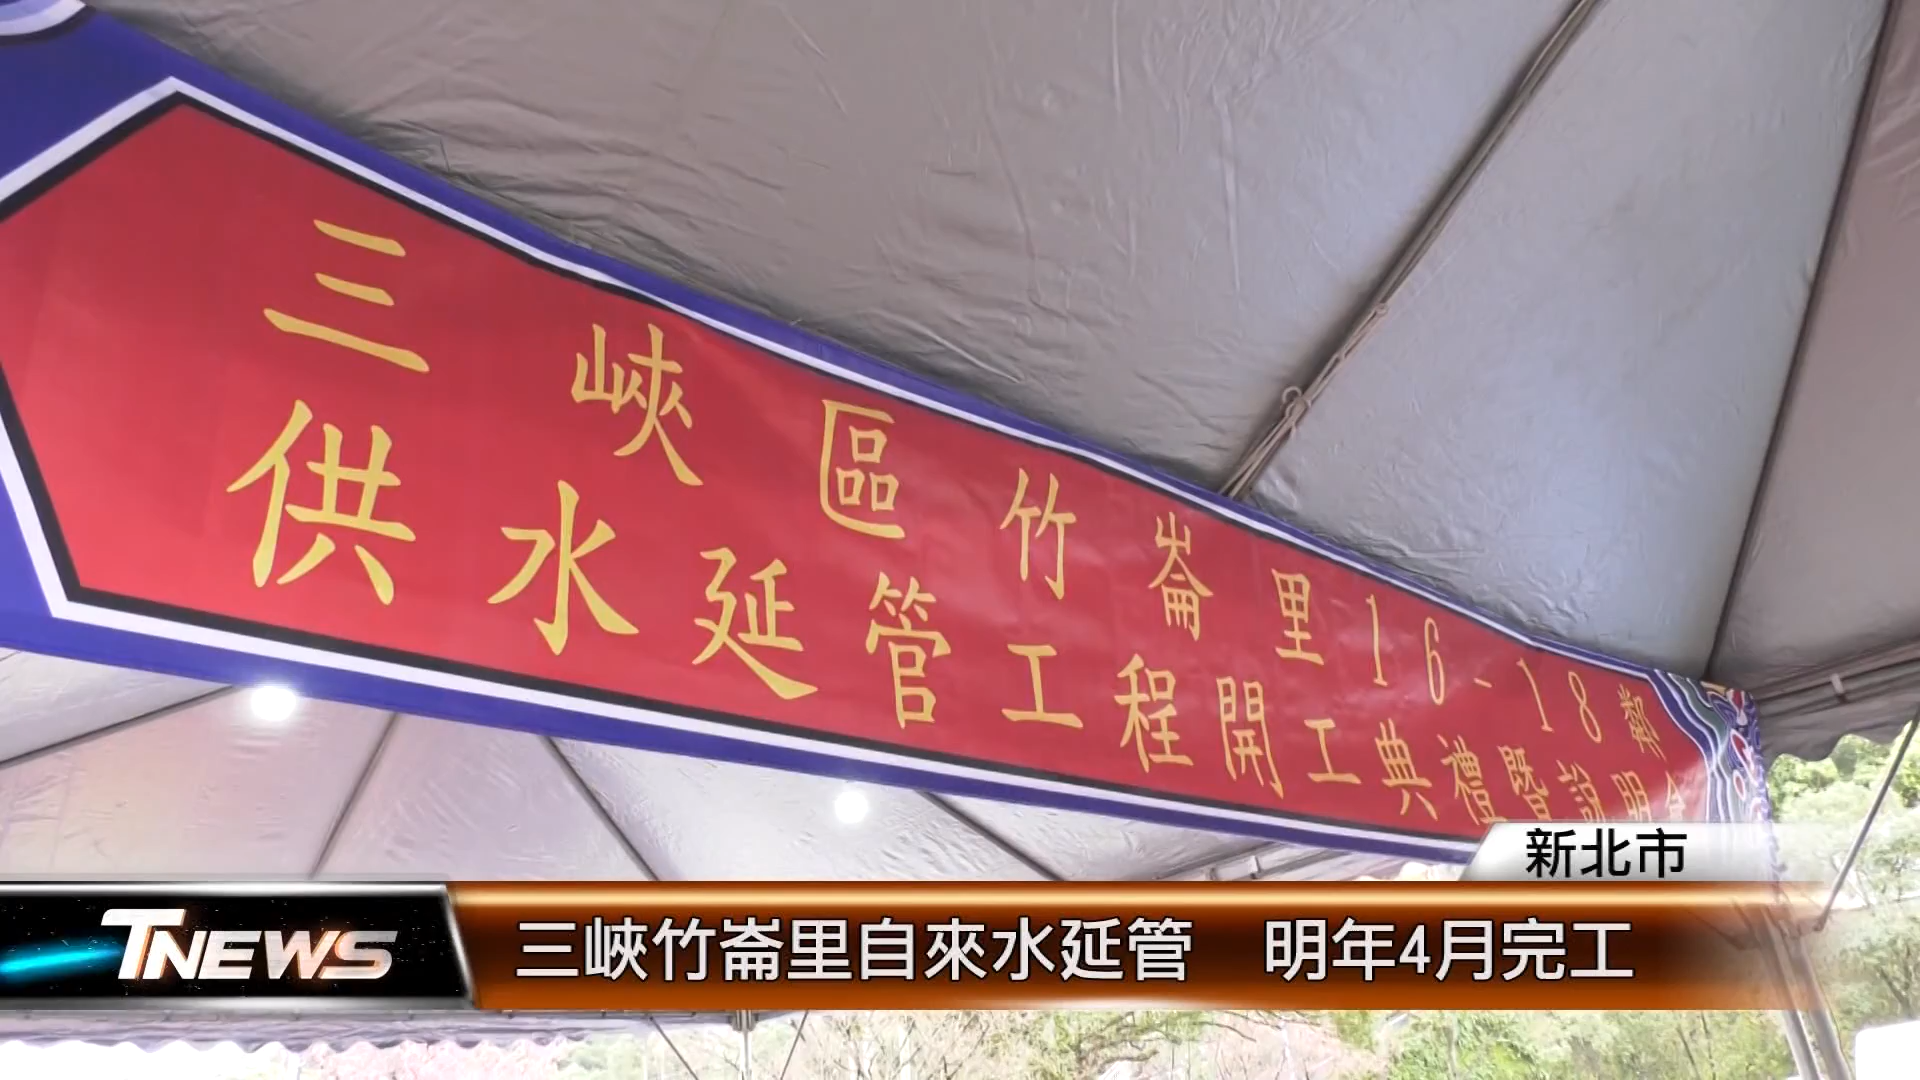 三峽區竹崙里16-18鄰
供水延管工程開工典禮暨說明會
新北市
TNEWS
三峽竹崙里自來水延管 明年4月完工